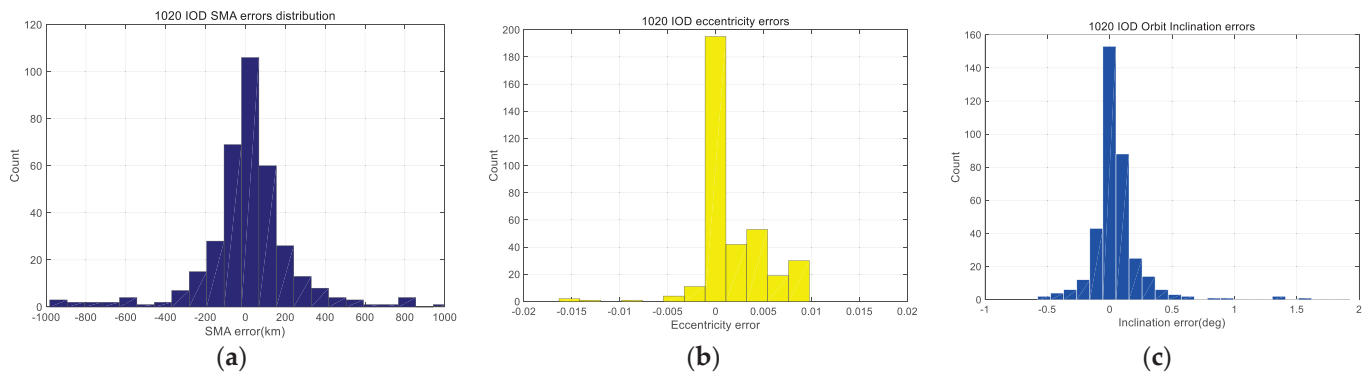 1020 IOD SMA errors distribution
120
100
80
60
40
20
0
Count
-1000 -800 -600 -400 -200 0 200 400 600 800 1000
SMA error(km)
(a)
1020 IOD eccentricity errors
200
180
160
140
120
100
80
60
40
20
0
Count
-0.02 -0.015 -0.01 -0.005 0 0.005 0.01 0.015 0.02
Eccentricity error
(b)
1020 IOD Orbit Inclination errors
160
140
120
100
80
60
40
20
0
Count
-1 -0.5 0 0.5 1 1.5 2
Inclination error(deg)
(c)